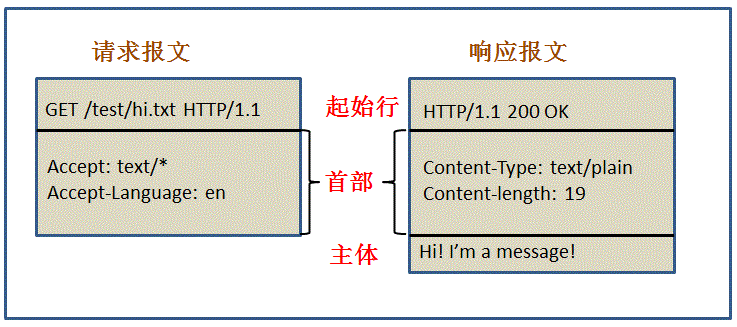 请求报文
响应报文
GET /test/hi.txt HTTP/1.1
起始行
HTTP/1.1 200 OK
Accept: text/*
Accept-Language: en
首部
Content-Type: text/plain
Content-length: 19
主体
Hi! I'm a message!